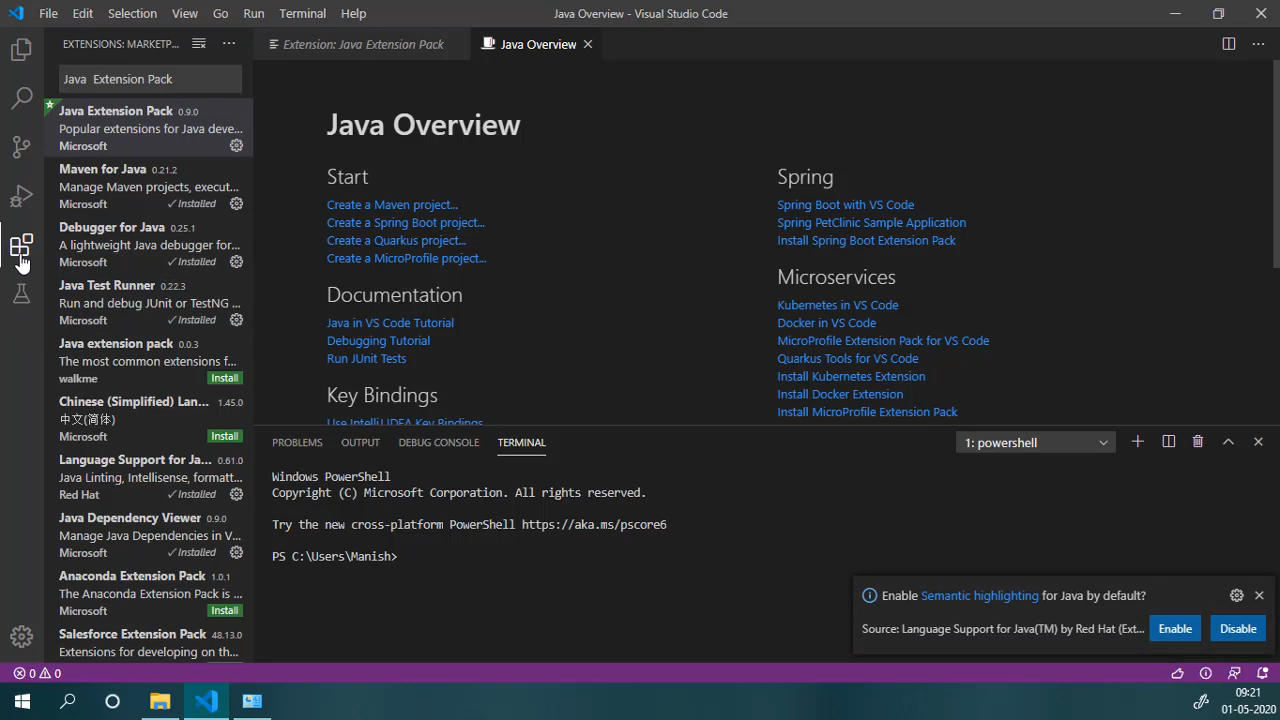 File Edit Selection View Go Run Terminal Help
Java Overview - Visual Studio Code
EXTENSIONS: MARKETP...
Java Extension Pack
Java Extension Pack 0.9.0
Popular extensions for Java deve...
Microsoft
Maven for Java 0.21.2
Manage Maven projects, execut...
Microsoft ✓Installed
Debugger for Java 0.25.1
A lightweight Java debugger for...
Microsoft ✓Installed
Java Test Runner 0.22.3
Run and debug JUnit or TestNG ...
Microsoft ✓Installed
Java extension pack 0.0.3
The most common extensions f...
walkme Install
Chinese (Simplified) Lan... 1.45.0
中文(简体)
Microsoft Install
Language Support for Ja... 0.61.0
Java Linting, Intellisense, formatt...
Red Hat ✓Installed
Java Dependency Viewer 0.9.0
Manage Java Dependencies in V...
Microsoft ✓Installed
Anaconda Extension Pack 1.0.1
The Anaconda Extension Pack is ...
Microsoft Install
Salesforce Extension Pack 48.13.0
Extensions for developing on th...
Extension: Java Extension Pack
Java Overview
Java Overview
Start
Create a Maven project...
Create a Spring Boot project...
Create a Quarkus project...
Create a MicroProfile project...
Documentation
Java in VS Code Tutorial
Debugging Tutorial
Run JUnit Tests
Key Bindings
Use IntelliJ IDEA Key Bindings
Spring
Spring Boot with VS Code
Spring PetClinic Sample Application
Install Spring Boot Extension Pack
Microservices
Kubernetes in VS Code
Docker in VS Code
MicroProfile Extension Pack for VS Code
Quarkus Tools for VS Code
Install Kubernetes Extension
Install Docker Extension
Install MicroProfile Extension Pack
PROBLEMS OUTPUT DEBUG CONSOLE TERMINAL
1: powershell
Windows PowerShell
Copyright (C) Microsoft Corporation. All rights reserved.
Try the new cross-platform PowerShell https://aka.ms/pscore6
PS C:\Users\Manish>
Enable Semantic highlighting for Java by default?
Source: Language Support for Java(TM) by Red Hat (Ext...
Enable
Disable
0 0
09:21
01-05-2020